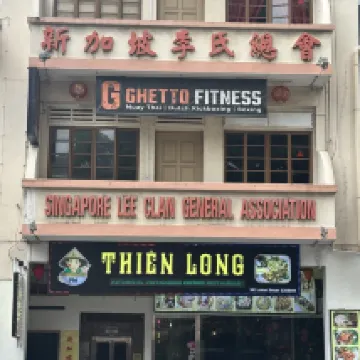 新加坡李氏總會
G GHETTO FITNESS
Muay Thai | Dutch Kickboxing | Boxing
SINGAPORE LEE CLAN GENERAL ASSOCIATION
THIÊN LONG